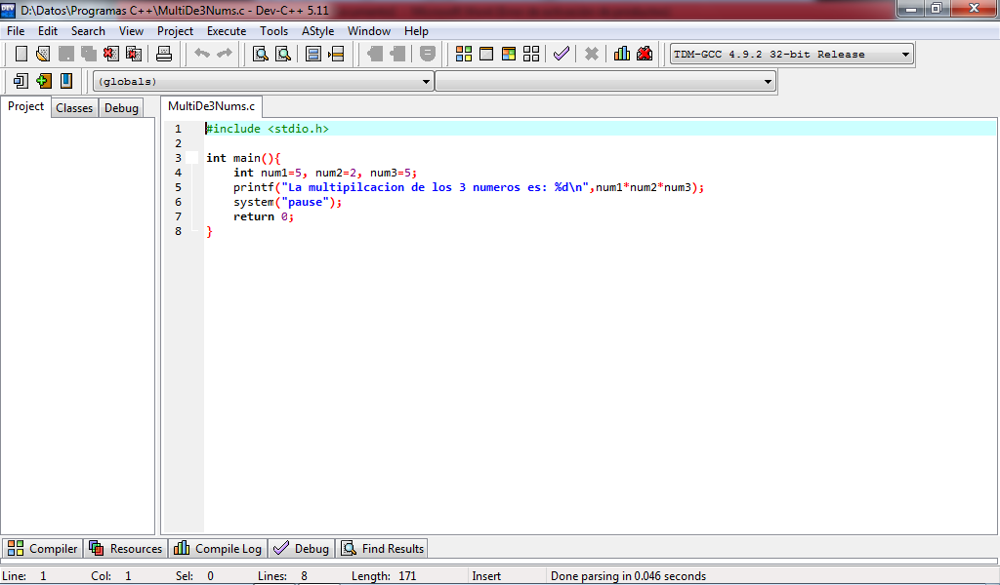 D:\Datos\Programas C++\MultiDe3Nums.c - Dev-C++ 5.11
File Edit Search View Project Execute Tools AStyle Window Help
TDM-GCC 4.9.2 32-bit Release
(globals)
Project Classes Debug
MultiDe3Nums.c
1 #include <stdio.h>
2
3 int main(){
4 int num1=5, num2=2, num3=5;
5 printf("La multipilcacion de los 3 numeros es: %d\n",num1*num2*num3);
6 system("pause");
7 return 0;
8 }
Compiler Resources Compile Log Debug Find Results
Line: 1 Col: 1 Sel: 0 Lines: 8 Length: 171 Insert Done parsing in 0.046 seconds